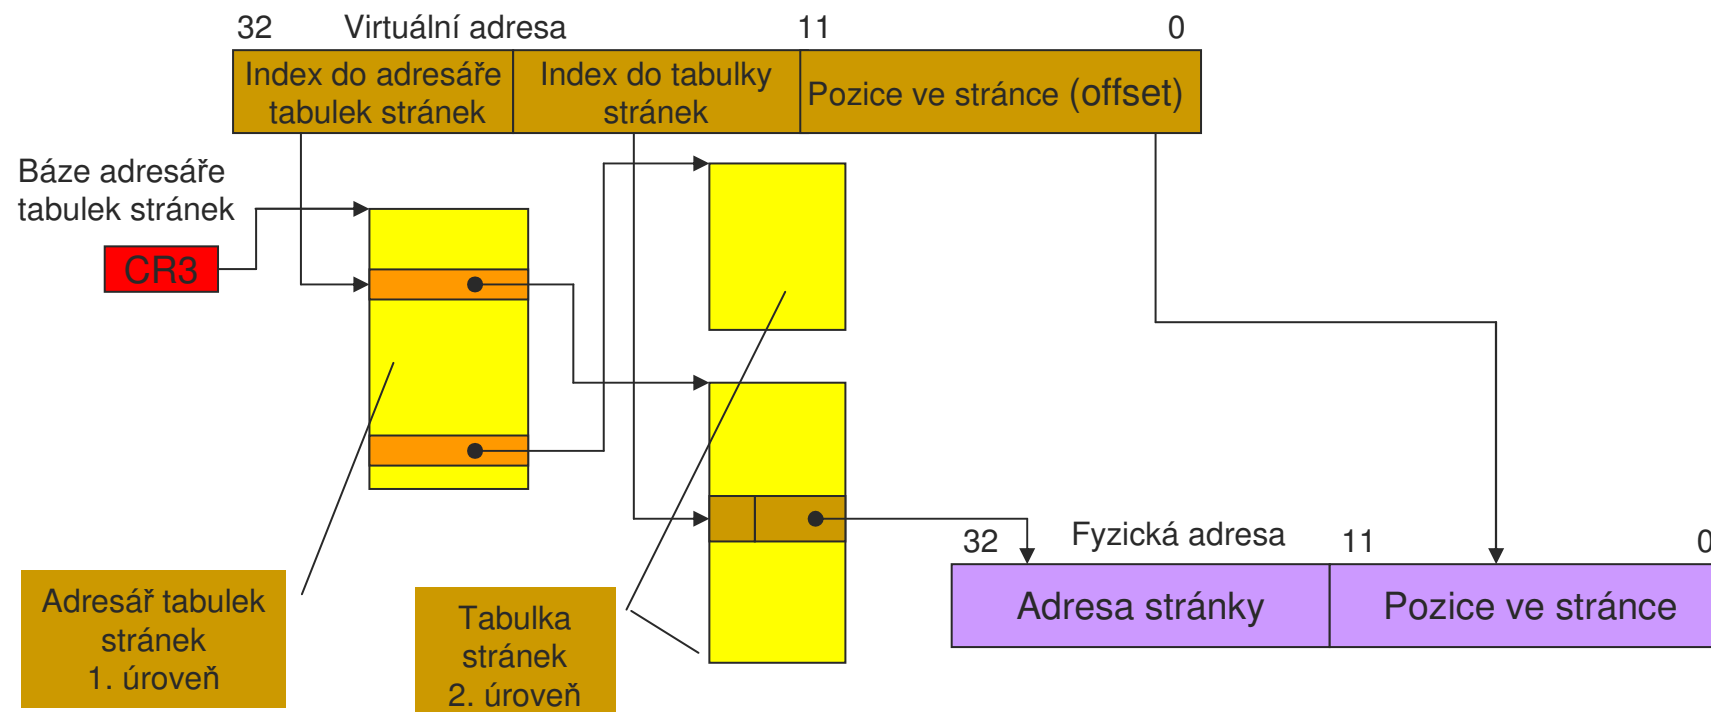 32 Virtuální adresa 11 0
Index do adresáře
tabulek stránek
Index do tabulky
stránek
Pozice ve stránce (offset)
Báze adresáře
tabulek stránek
CR3
32 Fyzická adresa 11 0
Adresa stránky
Pozice ve stránce
Adresář tabulek
stránek
1. úroveň
Tabulka
stránek
2. úroveň